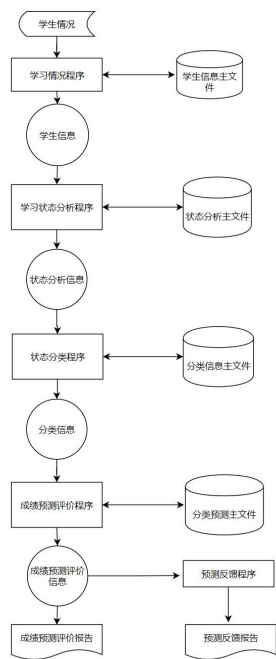 学生情况
学习情况程序
学生信息主文
件
学生信息
学习状态分析程序
状态分析主文件
状态分析信息
状态分类程序
分类信息主文件
分类信息
成绩预测评价程序
分类预测主文件
成绩预测评价
信息
预测反馈程序
成绩预测评价报告
预测反馈报告